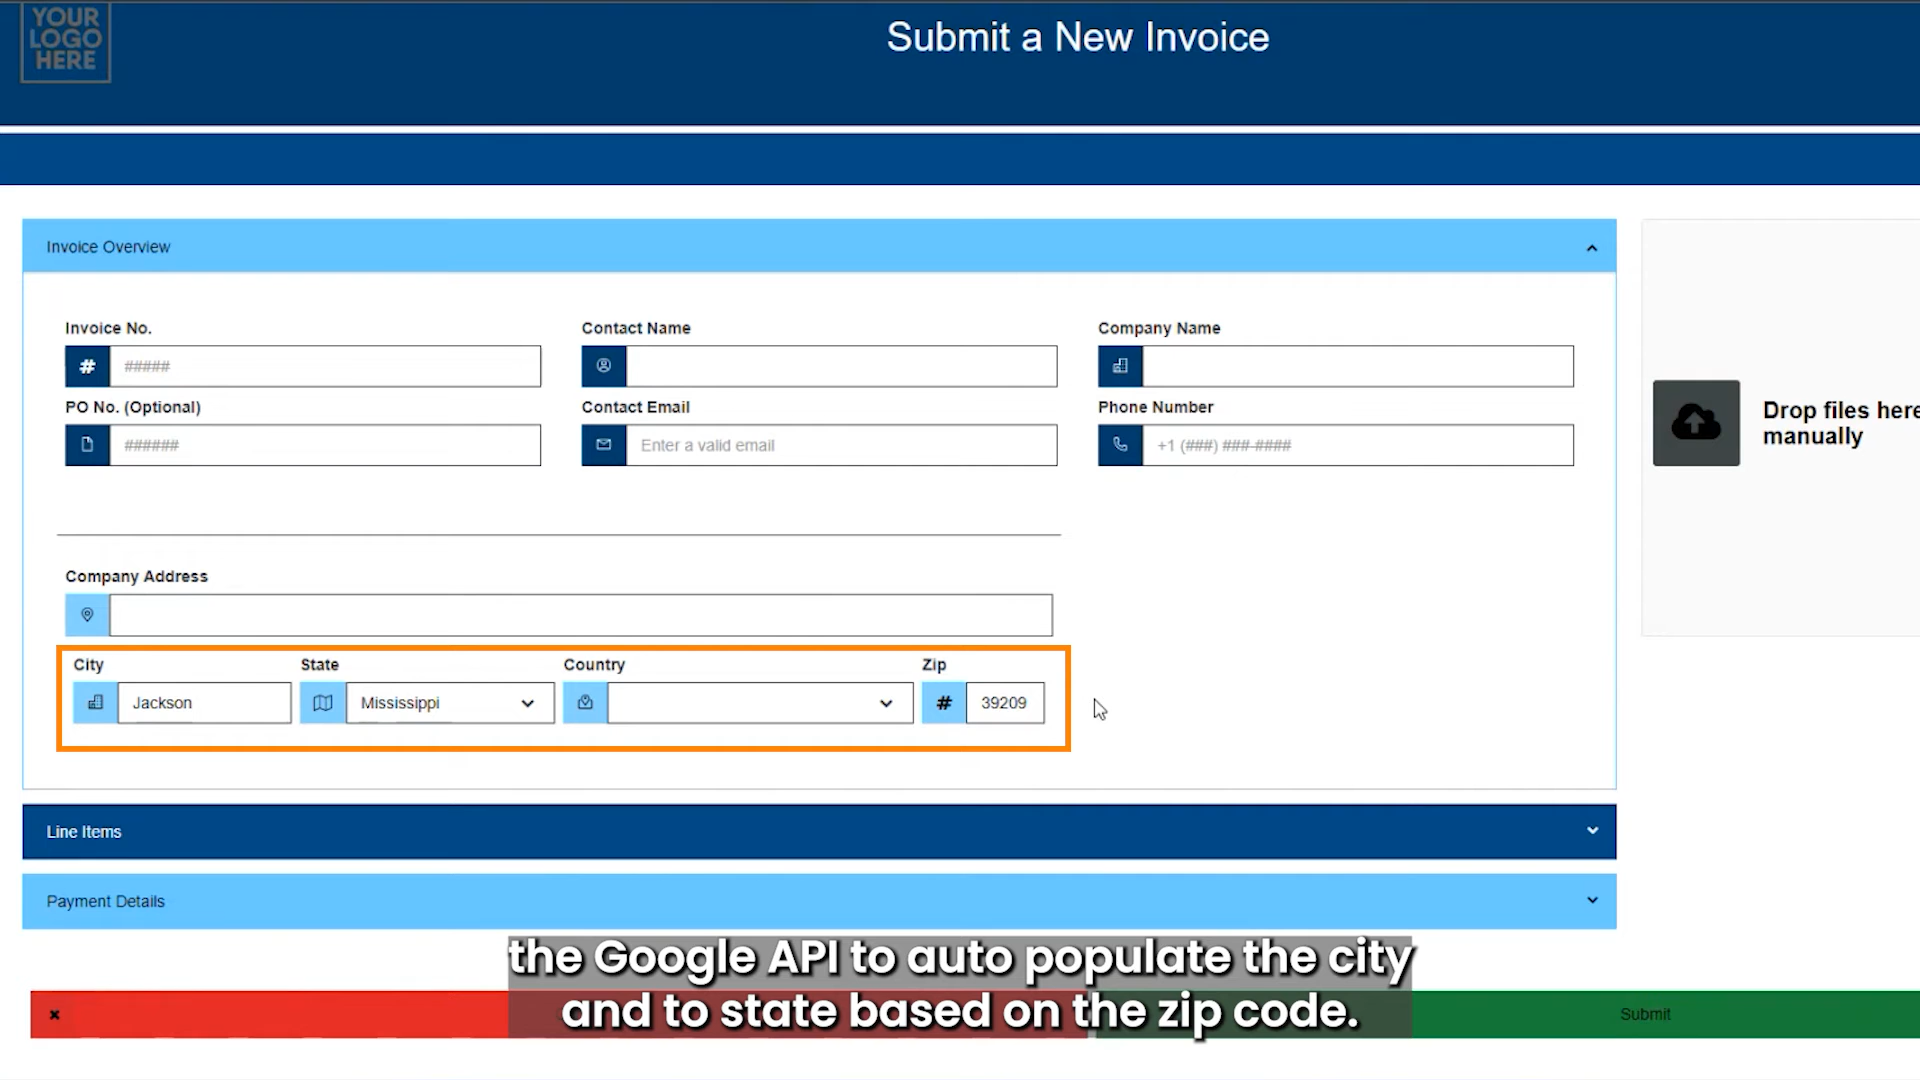 YOUR
LOGO
HERE
Submit a New Invoice
Invoice Overview
Invoice No.
Contact Name
Company Name
# #####
PO No. (Optional)
Contact Email
Phone Number
######
Enter a valid email
+1 (###) ###-####
Drop files here
manually
Company Address
City
State
Country
Zip
Jackson
Mississippi
# 39209
Line Items
Payment Details
the Google API to auto populate the city
and to state based on the zip code.
Submit